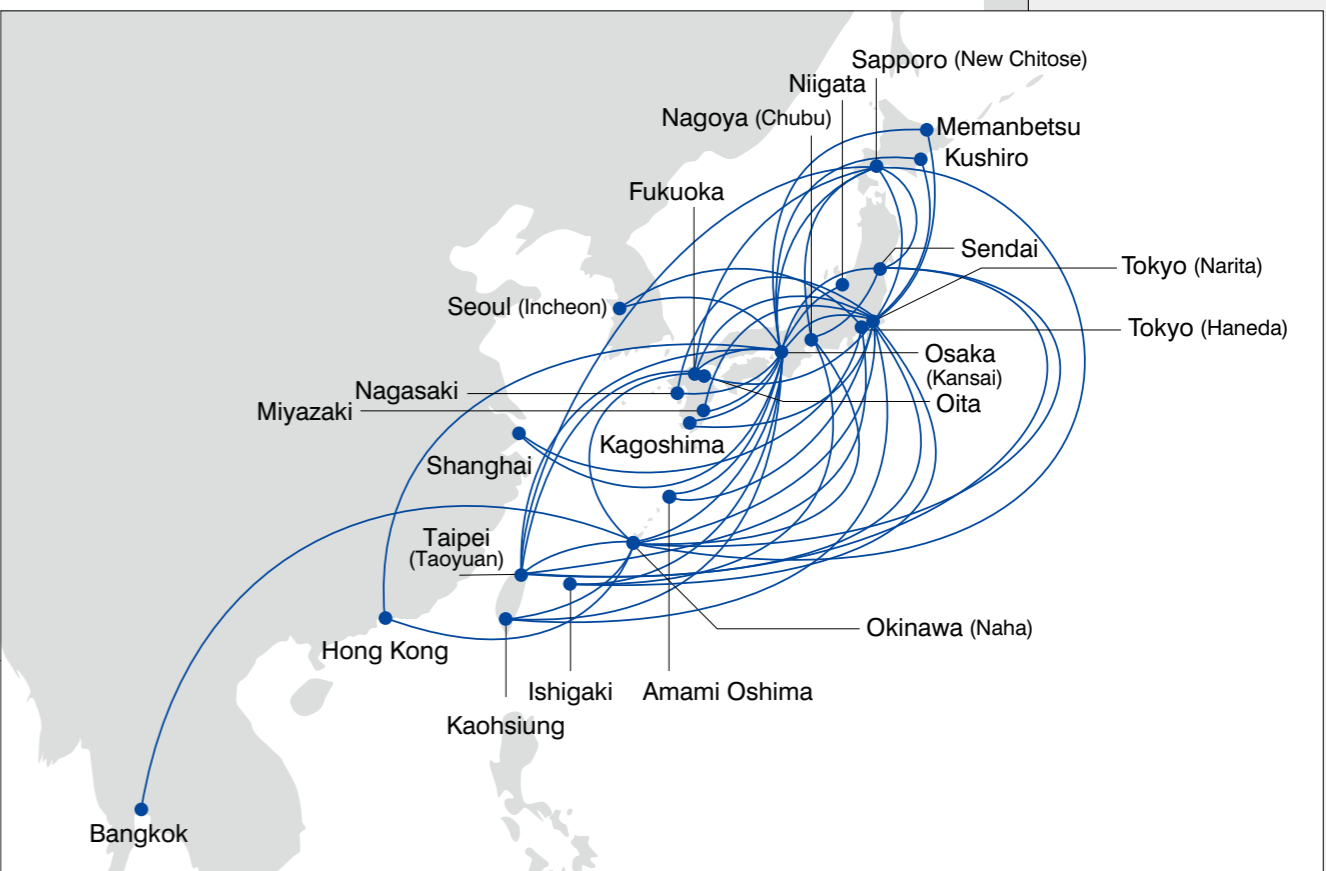 Sapporo (New Chitose)
Niigata
Nagoya (Chubu)
Memanbetsu
Kushiro
Fukuoka
Sendai
Tokyo (Narita)
Seoul (Incheon)
Tokyo (Haneda)
Osaka
(Kansai)
Nagasaki
Oita
Miyazaki
Kagoshima
Shanghai
Taipei
(Taoyuan)
Okinawa (Naha)
Hong Kong
Ishigaki
Amami Oshima
Kaohsiung
Bangkok